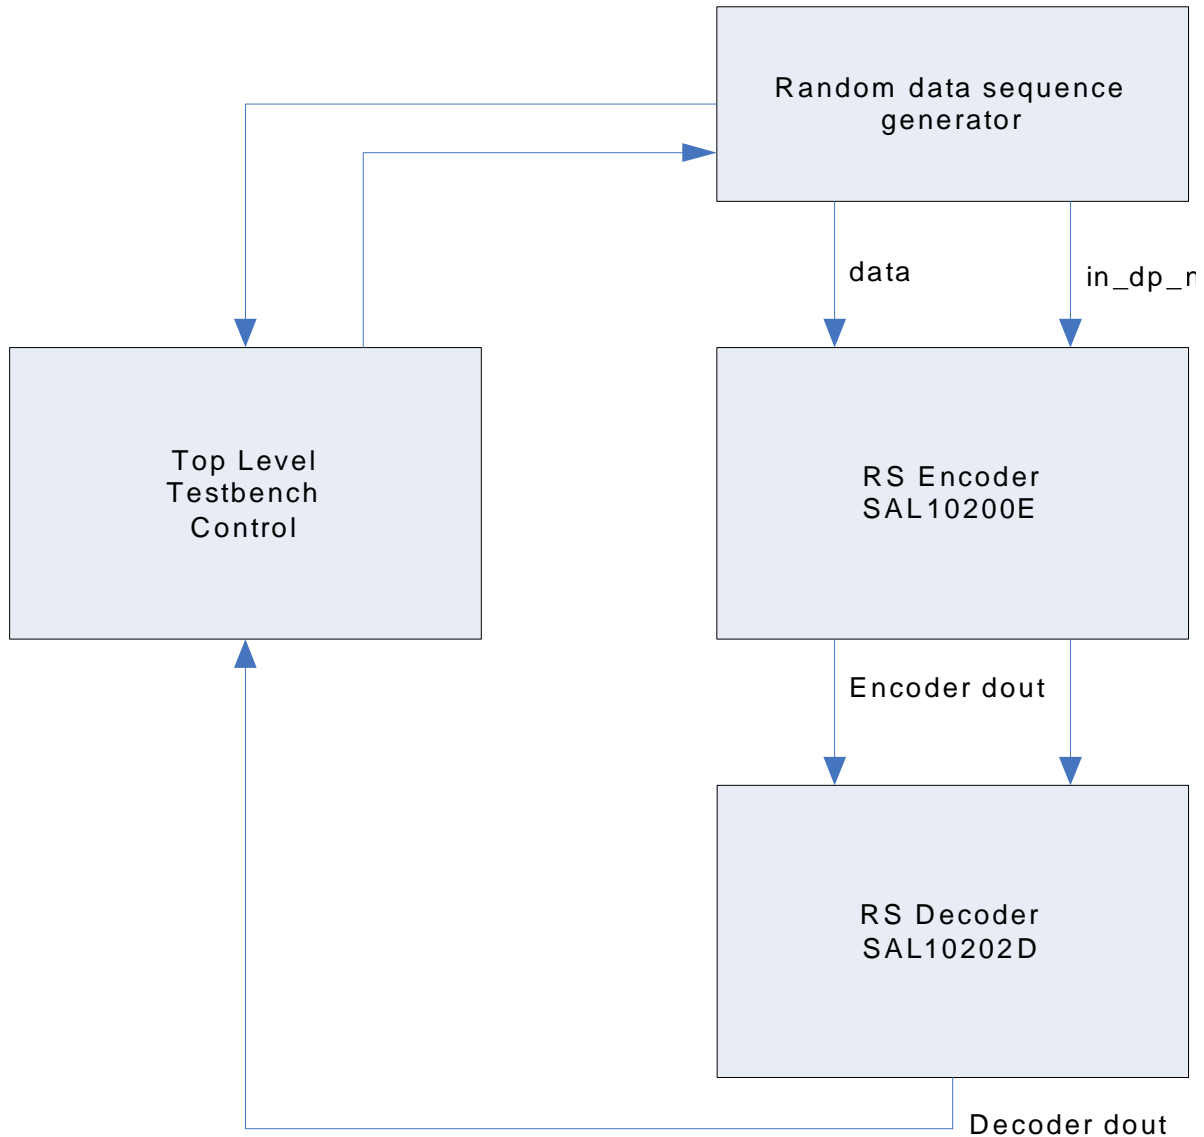 Random data sequence
generator
data
in_dp_n
Top Level
Testbench
Control
RS Encoder
SAL10200E
Encoder dout
RS Decoder
SAL10202D
Decoder dout